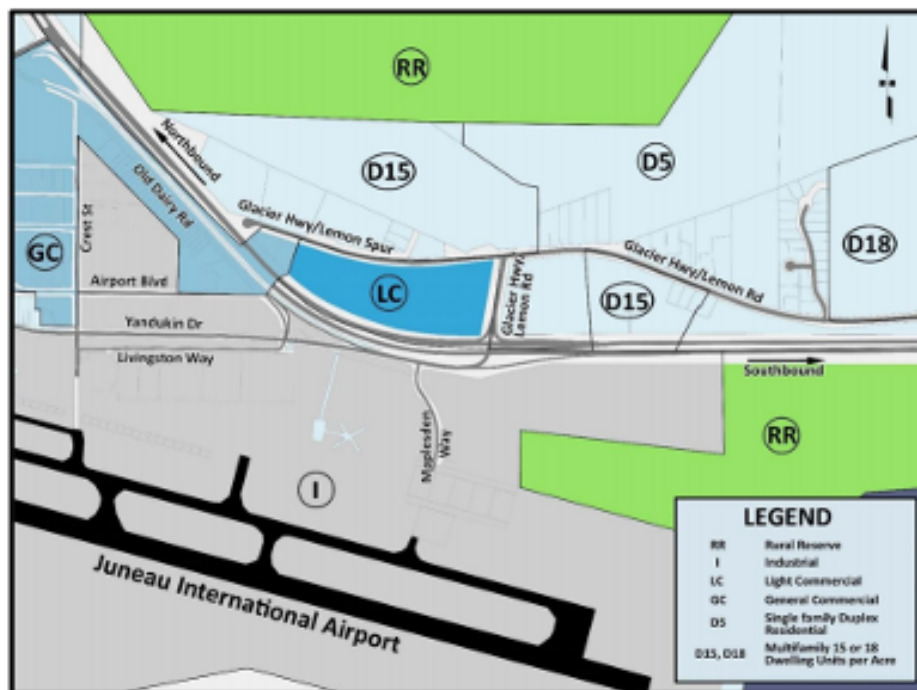 RR
Northbound
D15
D5
Old Dairy Rd
Glacier Hwy/Lemon Spur
Crest St
GC
Glacier Hwy/Lemon Rd
D18
Airport Blvd
LC
Glacier Hwy/
Lemon Rd
D15
Yandukin Dr
Livingston Way
Southbound
Maplesden
Way
RR
I
Juneau International Airport
LEGEND
RR Rural Reserve
I Industrial
LC Light Commercial
GC General Commercial
D5 Single family Duplex
Residential
D15, D18 Multifamily 15 or 18
Dwelling Units per Acre